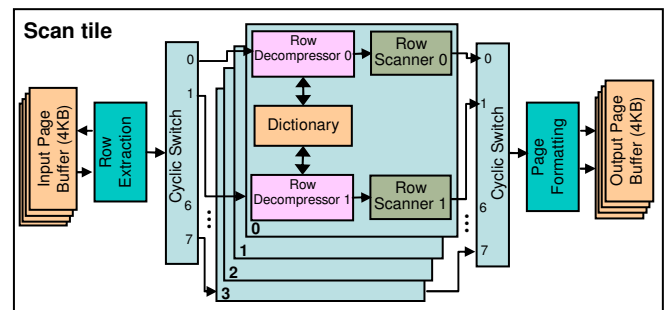 Scan tile
Input Page
Buffer (4KB)
Row
Extraction
Cyclic Switch
0
1
6
7
Row
Decompressor 0
Row
Scanner 0
Dictionary
Row
Decompressor 1
Row
Scanner 1
0
1
2
3
Cyclic Switch
0
1
6
7
Page
Formatting
Output Page
Buffer (4KB)